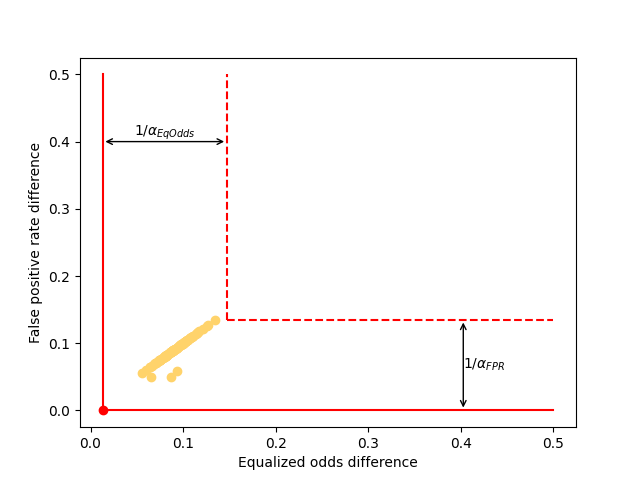 0.5
0.4
0.3
0.2
0.1
0.0
False positive rate difference
1/α_EqOdds
1/α_FPR
0.0 0.1 0.2 0.3 0.4 0.5
Equalized odds difference